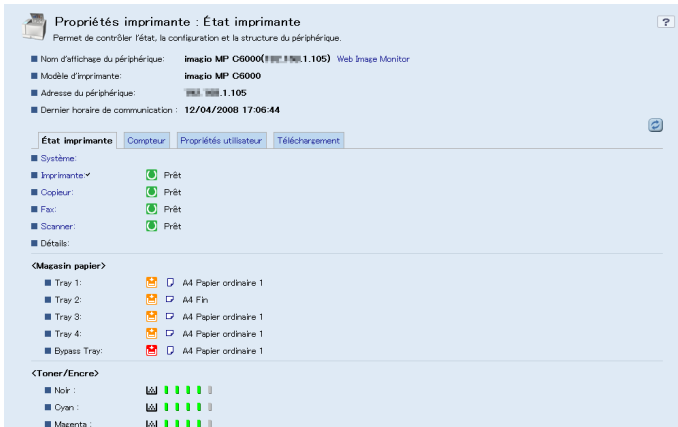 Propriétés imprimante : État imprimante
?
Permet de contrôler l'état, la configuration et la structure du périphérique.
Nom d'affichage du périphérique: imagio MP C6000( .1.105) Web Image Monitor
Modèle d'imprimante: imagio MP C6000
Adresse du périphérique: .1.105
Dernier horaire de communication : 12/04/2008 17:06:44
État imprimante Compteur Propriétés utilisateur Téléchargement
Système:
Imprimante: Prêt
Copieur: Prêt
Fax: Prêt
Scanner: Prêt
Détails:
<Magasin papier>
Tray 1: A4 Papier ordinaire 1
Tray 2: A4 Fin
Tray 3: A4 Papier ordinaire 1
Tray 4: A4 Papier ordinaire 1
Bypass Tray: A4 Papier ordinaire 1
<Toner/Encre>
Noir :
Cyan :
Magenta :